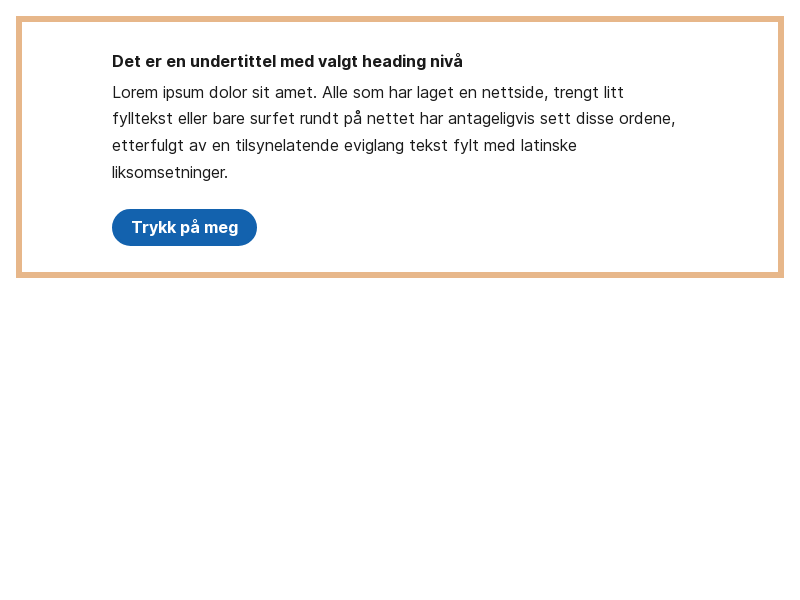 Det er en undertittel med valgt heading nivå
Lorem ipsum dolor sit amet. Alle som har laget en nettside, trengt litt
fylltekst eller bare surfet rundt på nettet har antageligvis sett disse ordene,
etterfulgt av en tilsynelatende eviglang tekst fylt med latinske
liksomsetninger.
Trykk på meg